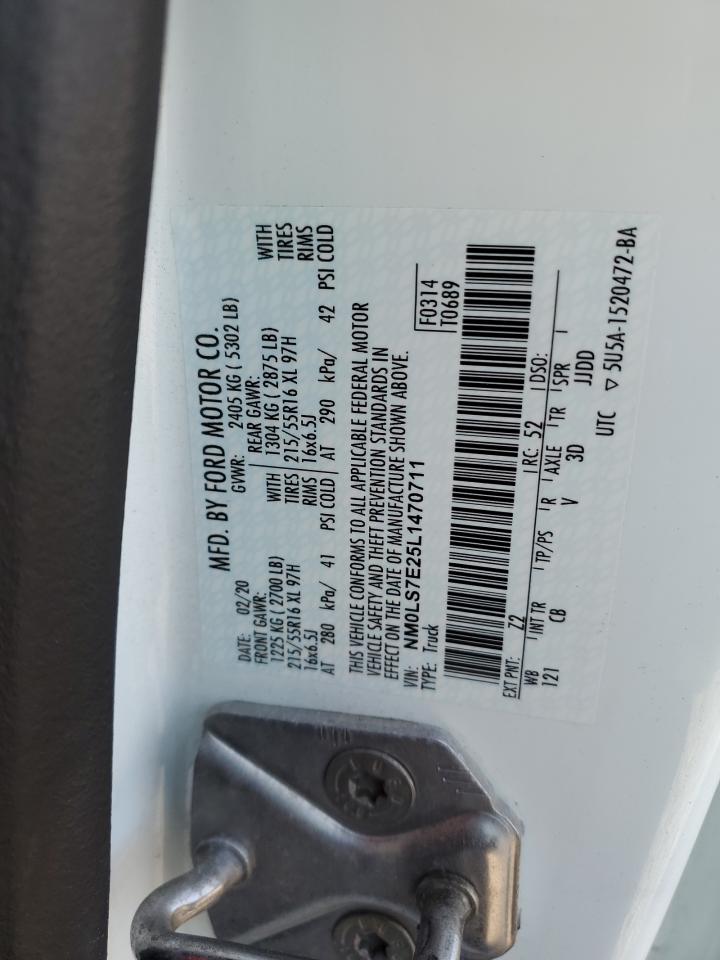 MFD. BY FORD MOTOR CO.
DATE: 02/20 GVWR: 2405 KG ( 5302 LB)
FRONT GAWR: REAR GAWR:
1225 KG ( 2700 LB) WITH 1304 KG ( 2875 LB) WITH
215/55R16 XL 97H TIRES 215/55R16 XL 97H TIRES
16x6.5J RIMS 16x6.5J RIMS
AT 280 kPa/ 41 PSI COLD AT 290 kPa/ 42 PSI COLD
THIS VEHICLE CONFORMS TO ALL APPLICABLE FEDERAL MOTOR
VEHICLE SAFETY AND THEFT PREVENTION STANDARDS IN
EFFECT ON THE DATE OF MANUFACTURE SHOWN ABOVE.
VIN: NM0LS7E25L1470711 F0314
TYPE: Truck T0689
EXT PNT: Z2 RC: 52 DSO:
WB INT TR TP/PS R AXLE TR SPR
121 CB V 3D JJDD
UTC ▽ 5U5A-1520472-BA